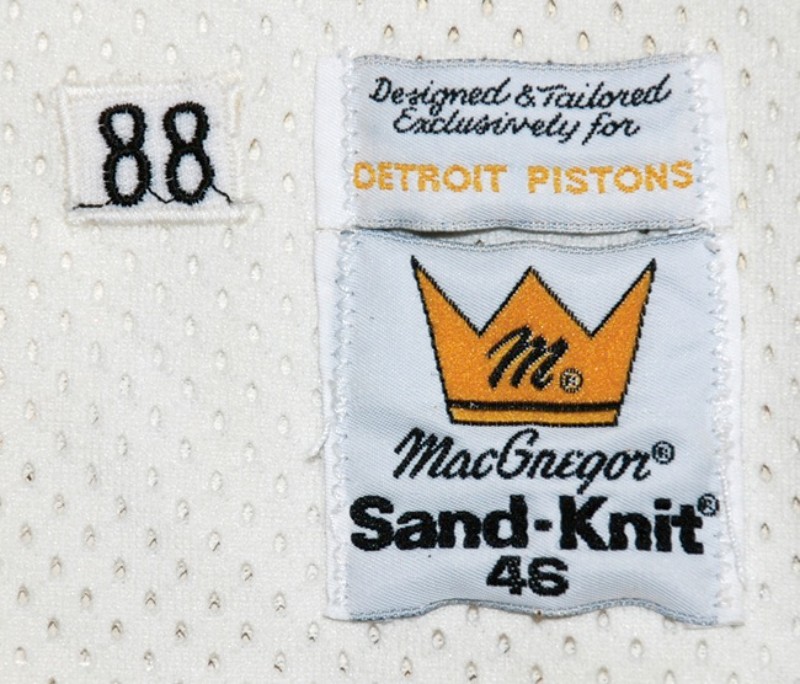 88
Designed & Tailored
Exclusively for
DETROIT PISTONS
M®
MacGregor®
Sand-Knit®
46